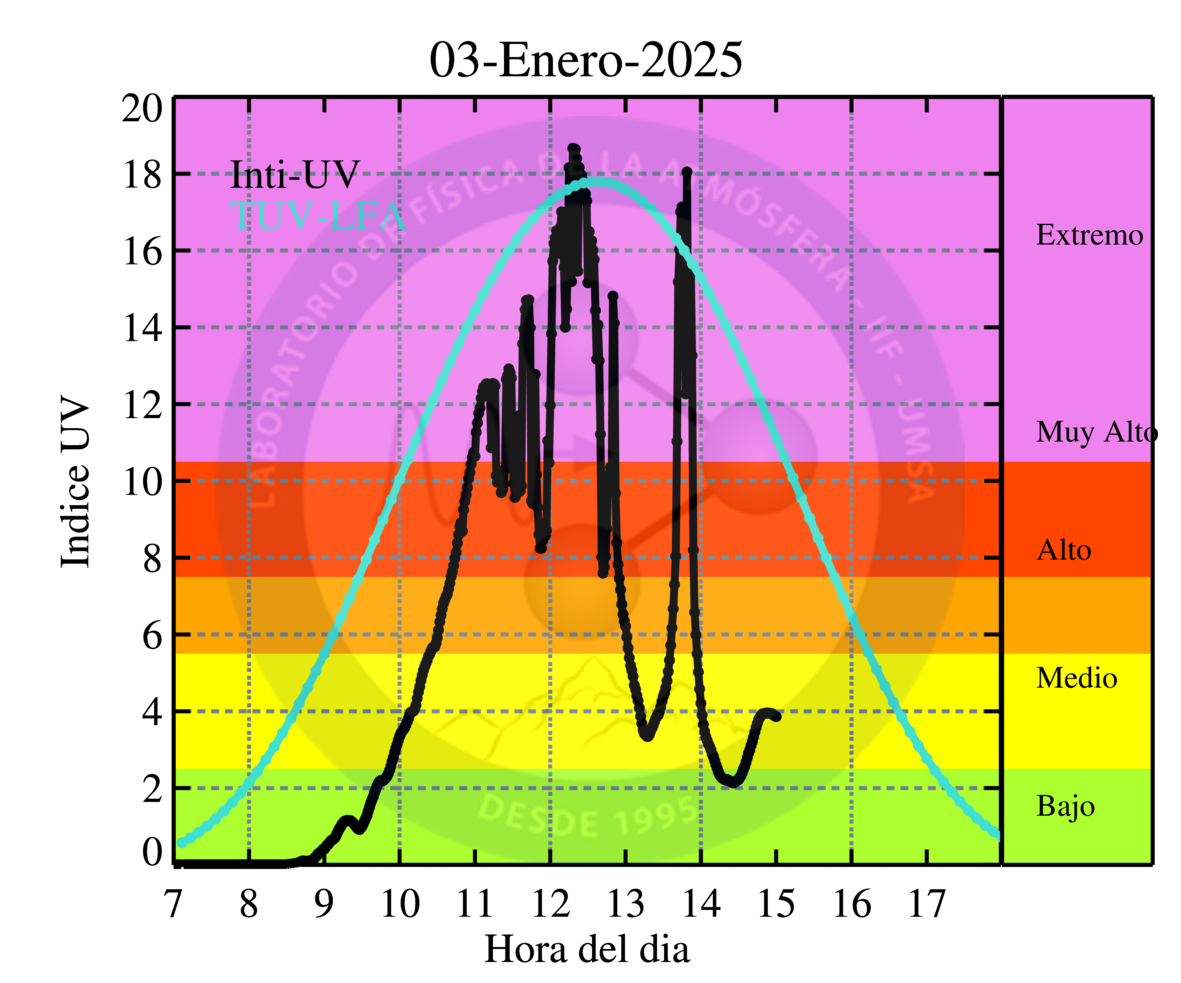 03-Enero-2025
20
18
16
14
12
10
8
6
4
2
0
Indice UV
Inti-UV
TUV-LFA
LABORATORIO DE FÍSICA DE LA ATMÓSFERA - IIF - UMSA
DESDE 1995
Extremo
Muy Alto
Alto
Medio
Bajo
7 8 9 10 11 12 13 14 15 16 17
Hora del dia